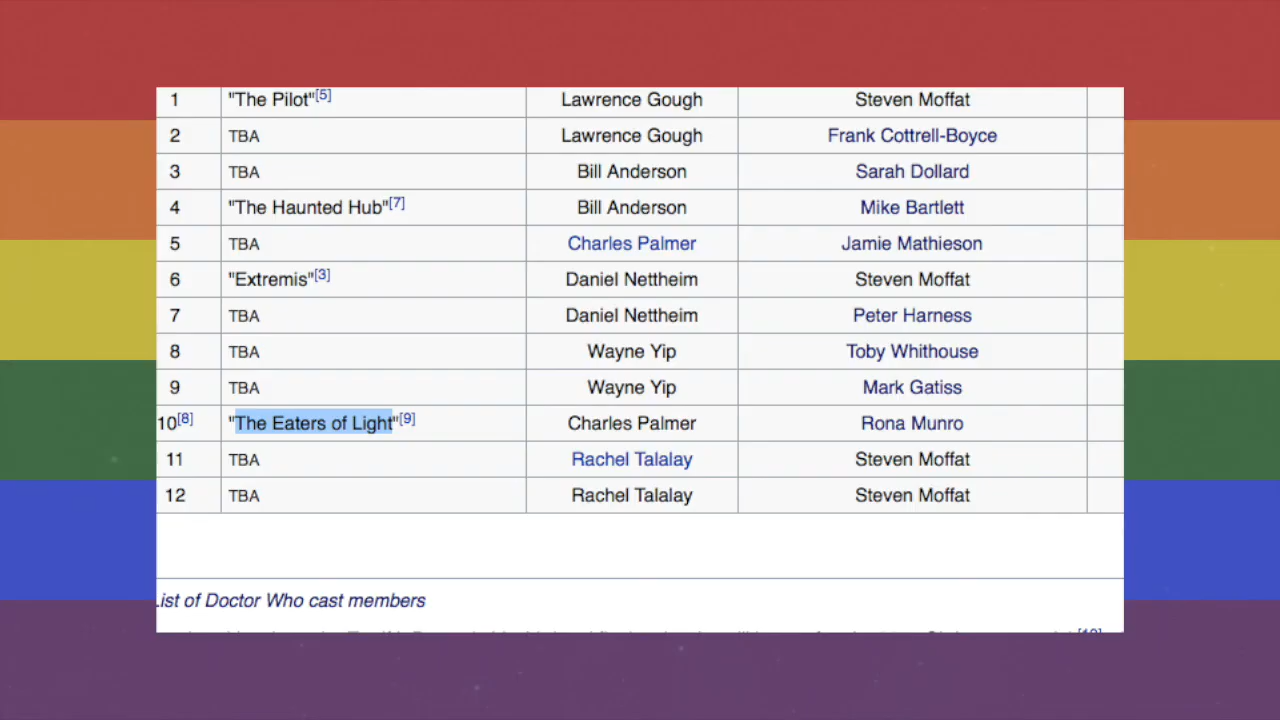 1 "The Pilot"[5] Lawrence Gough Steven Moffat
2 TBA Lawrence Gough Frank Cottrell-Boyce
3 TBA Bill Anderson Sarah Dollard
4 "The Haunted Hub"[7] Bill Anderson Mike Bartlett
5 TBA Charles Palmer Jamie Mathieson
6 "Extremis"[3] Daniel Nettheim Steven Moffat
7 TBA Daniel Nettheim Peter Harness
8 TBA Wayne Yip Toby Whithouse
9 TBA Wayne Yip Mark Gatiss
10[8] "The Eaters of Light"[9] Charles Palmer Rona Munro
11 TBA Rachel Talalay Steven Moffat
12 TBA Rachel Talalay Steven Moffat
ist of Doctor Who cast members